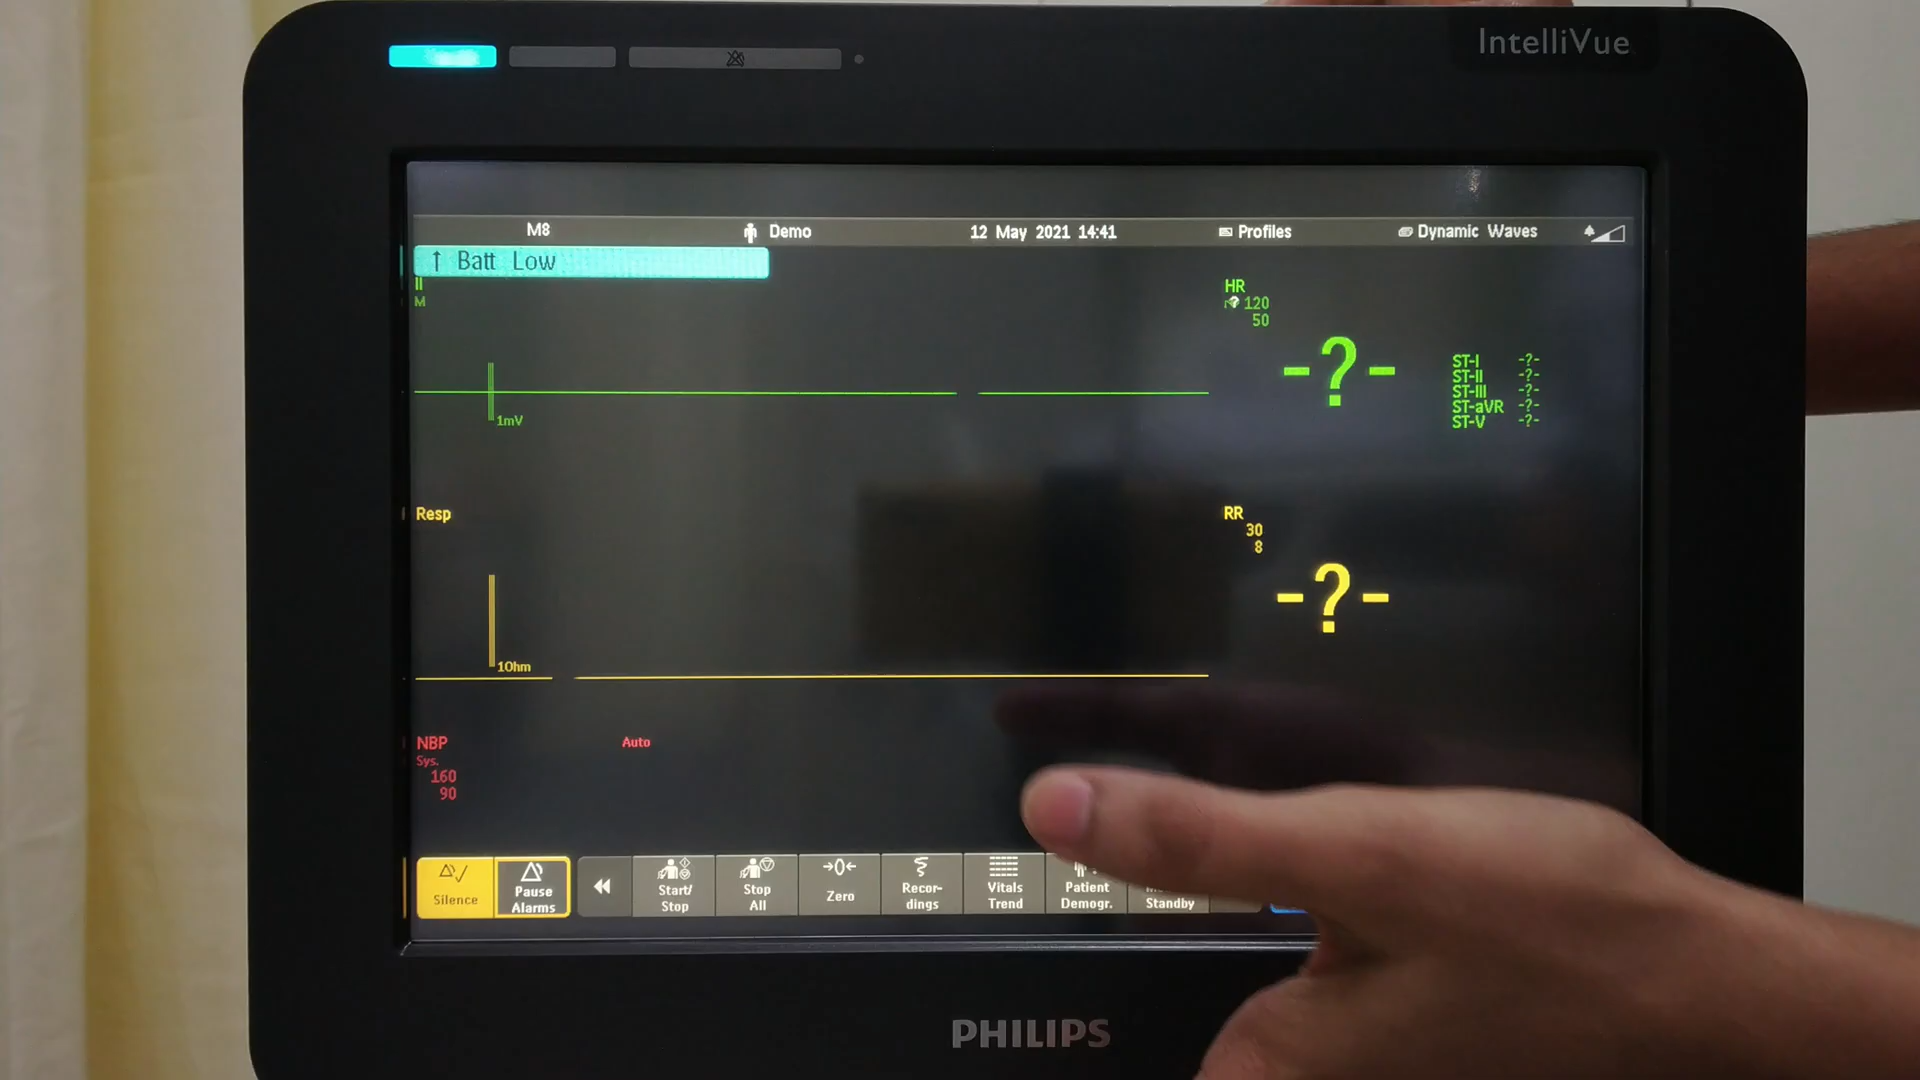 IntelliVue
M8 Demo 12 May 2021 14:41 Profiles Dynamic Waves
↑ Batt Low
II
M
1mV
HR
120
50
-?-
ST-I -?-
ST-II -?-
ST-III -?-
ST-aVR -?-
ST-V -?-
Resp
1Ohm
RR
30
8
-?-
NBP Auto
Sys.
160
90
Silence
Pause
Alarms
Start/
Stop
Stop
All
Zero
Recor-
dings
Vitals
Trend
Patient
Demogr.
Standby
PHILIPS